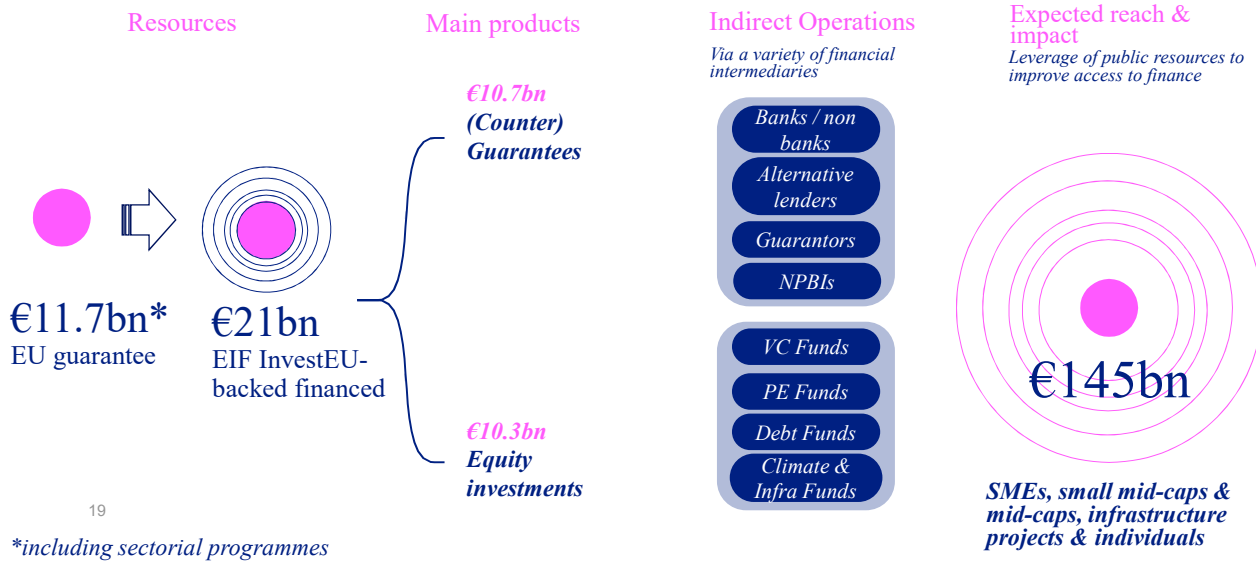 Resources
€11.7bn*
EU guarantee
€21bn
EIF InvestEU-
backed financed
Main products
€10.7bn
(Counter)
Guarantees
€10.3bn
Equity
investments
Indirect Operations
Via a variety of financial
intermediaries
Banks / non
banks
Alternative
lenders
Guarantors
NPBIs
VC Funds
PE Funds
Debt Funds
Climate &
Infra Funds
Expected reach &
impact
Leverage of public resources to
improve access to finance
€145bn
SMEs, small mid-caps &
mid-caps, infrastructure
projects & individuals
19
*including sectorial programmes